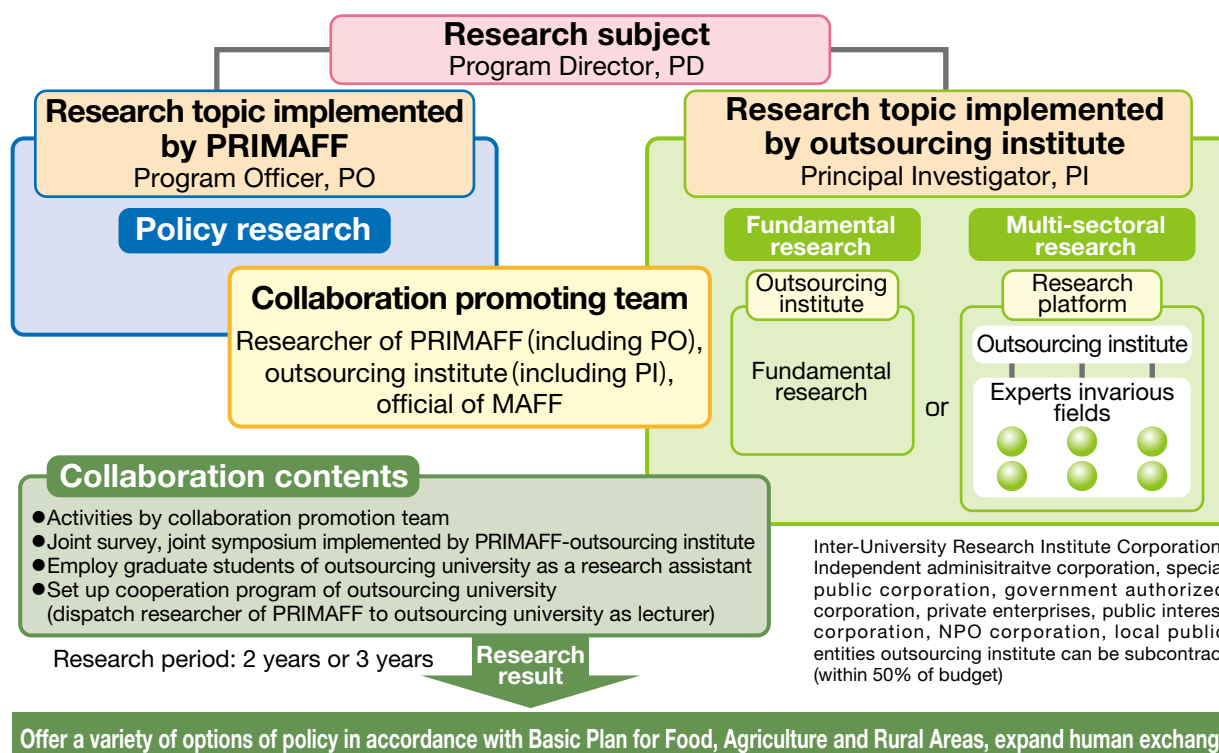 Research subject
Program Director, PD
Research topic implemented
by PRIMAFF
Program Officer, PO
Policy research
Research topic implemented
by outsourcing institute
Principal Investigator, PI
Fundamental
research
Outsourcing
institute
Fundamental
research
or
Multi-sectoral
research
Research
platform
Outsourcing institute
Experts invarious
fields
Collaboration promoting team
Researcher of PRIMAFF (including PO),
outsourcing institute (including PI),
official of MAFF
Collaboration contents
●Activities by collaboration promotion team
●Joint survey, joint symposium implemented by PRIMAFF-outsourcing institute
●Employ graduate students of outsourcing university as a research assistant
●Set up cooperation program of outsourcing university
(dispatch researcher of PRIMAFF to outsourcing university as lecturer)
Inter-University Research Institute Corporation
Independent adminisitraitve corporation, specia
public corporation, government authorized
corporation, private enterprises, public interes
corporation, NPO corporation, local public
entities outsourcing institute can be subcontrac
(within 50% of budget)
Research period: 2 years or 3 years
Research
result
Offer a variety of options of policy in accordance with Basic Plan for Food, Agriculture and Rural Areas, expand human exchang